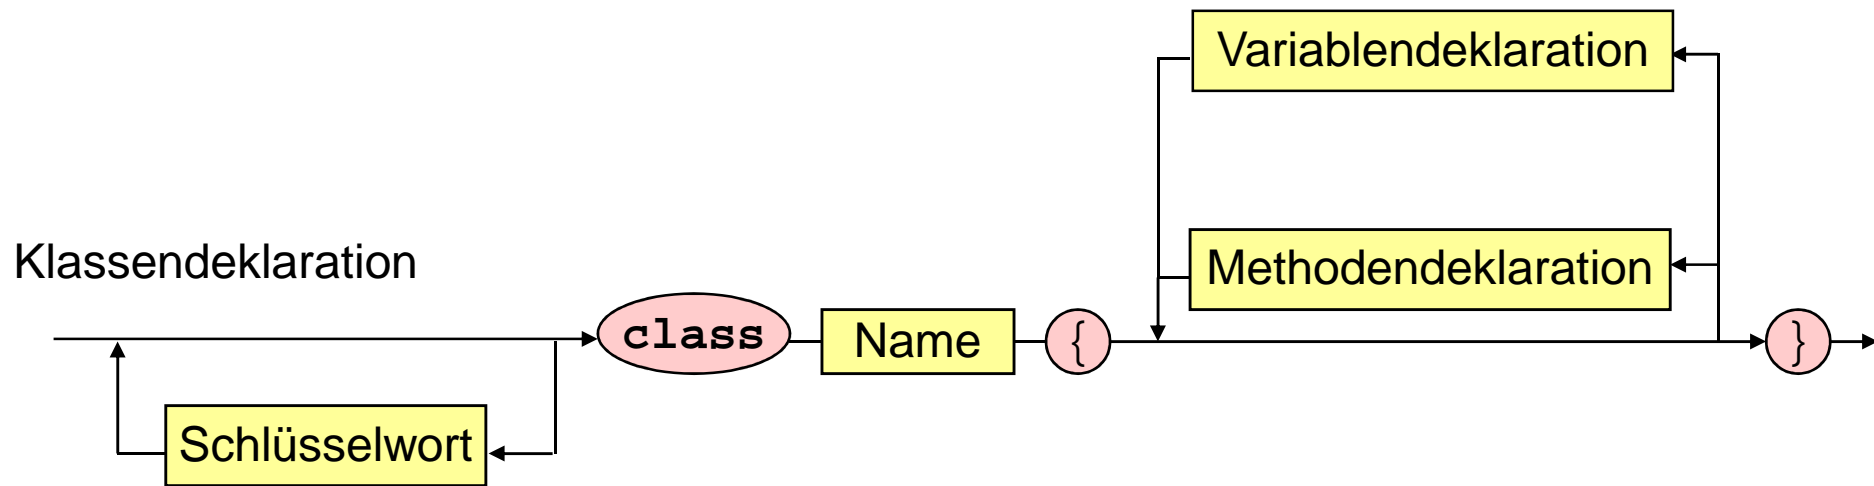 Variablendeklaration
Klassendeklaration
Methodendeklaration
class Name { }
Schlüsselwort